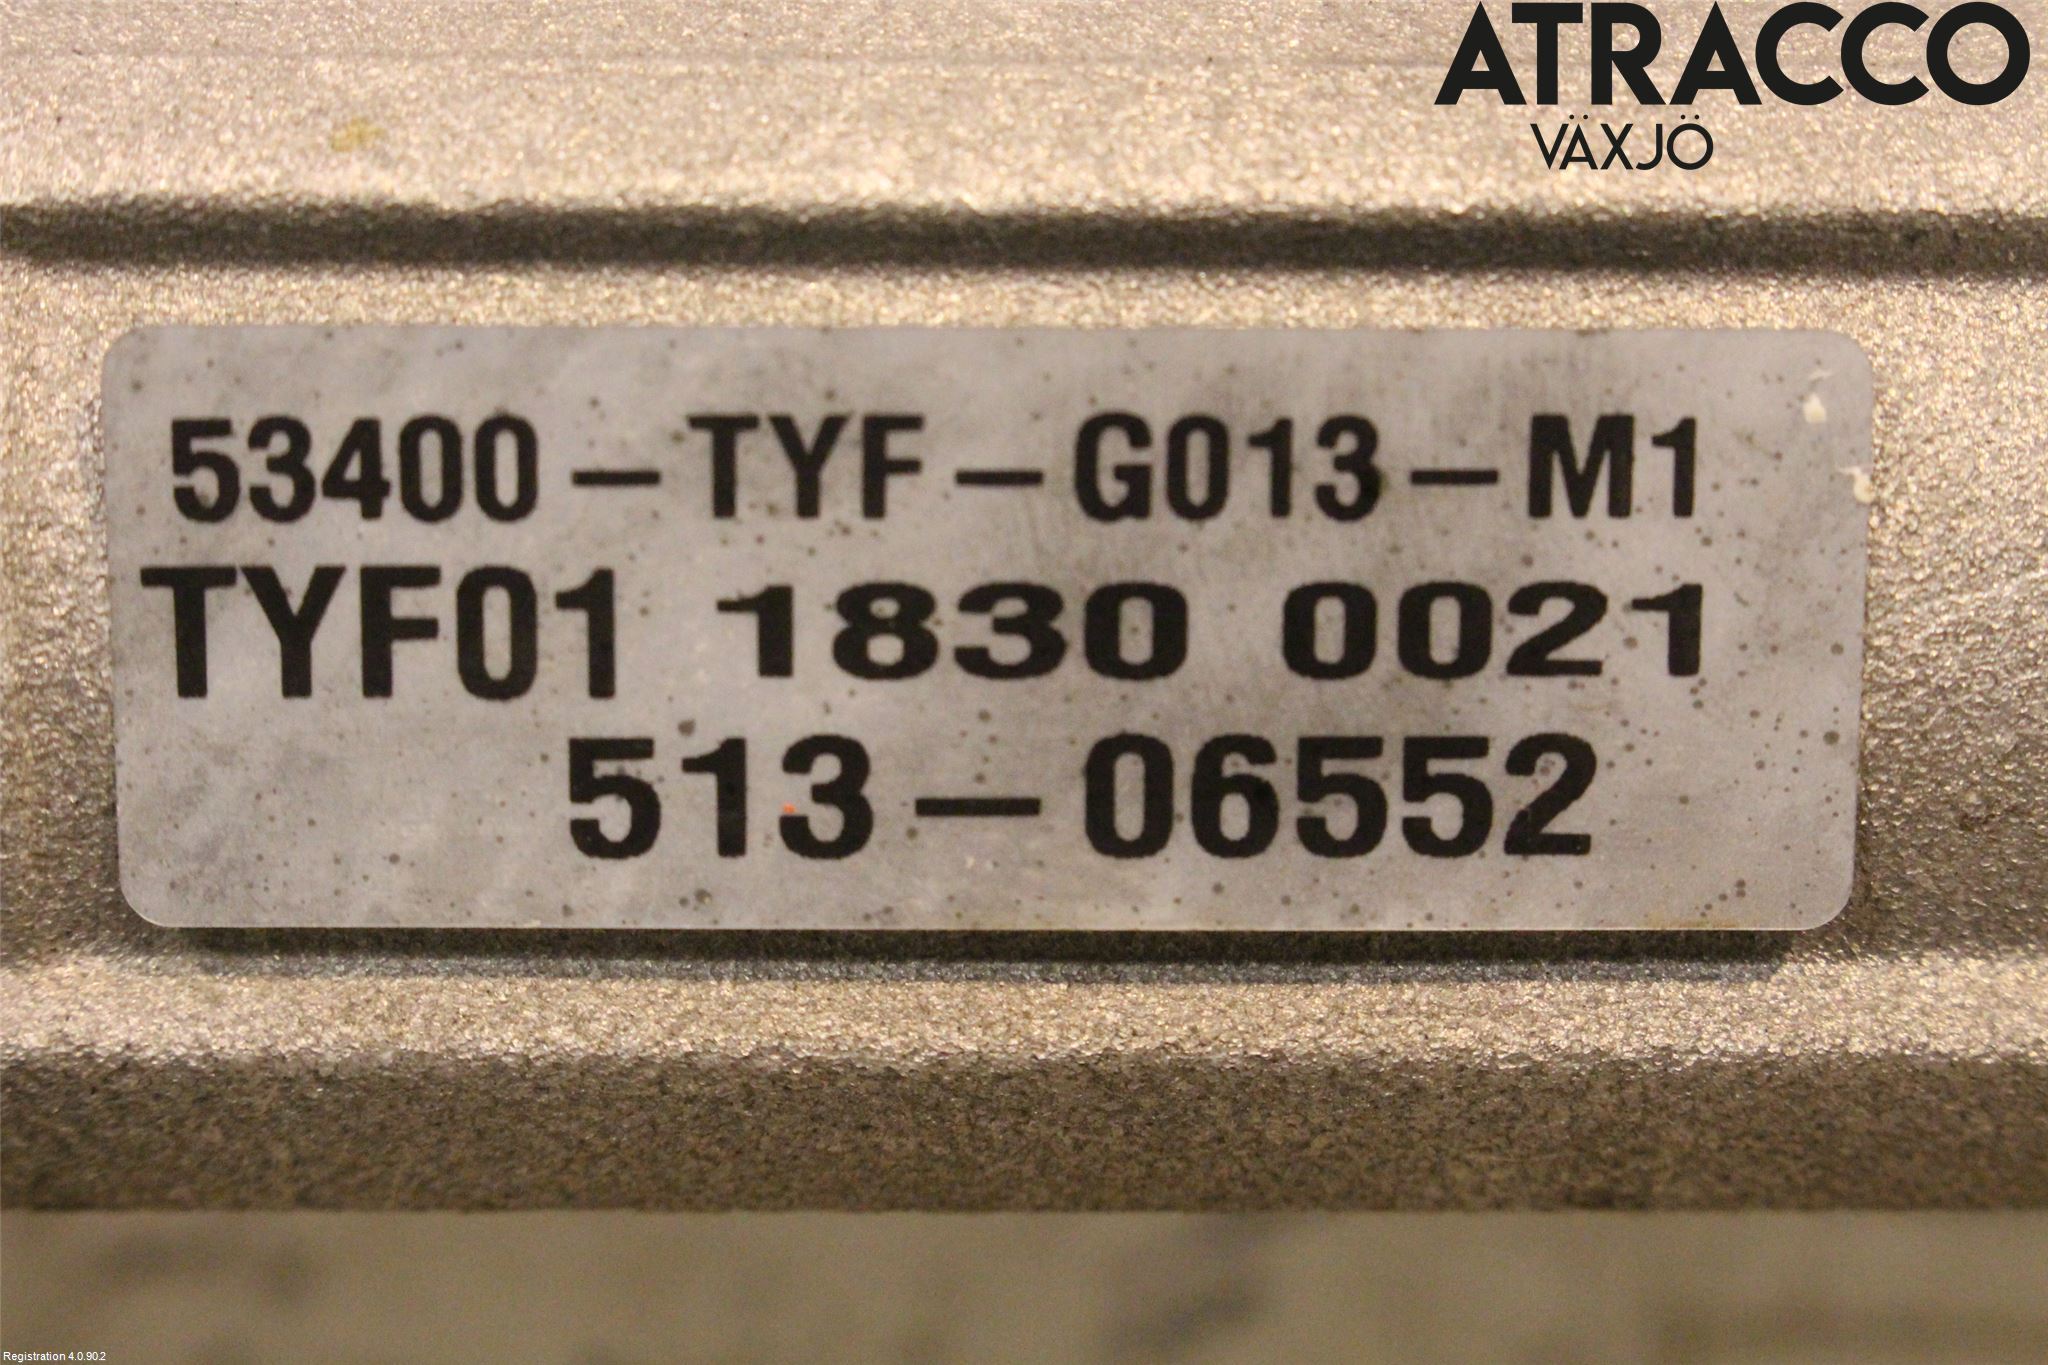 ATRACCO
VÄXJÖ
53400-TYF-G013-M1
TYF01 1830 0021
513-06552
Registration 4.0.90.2